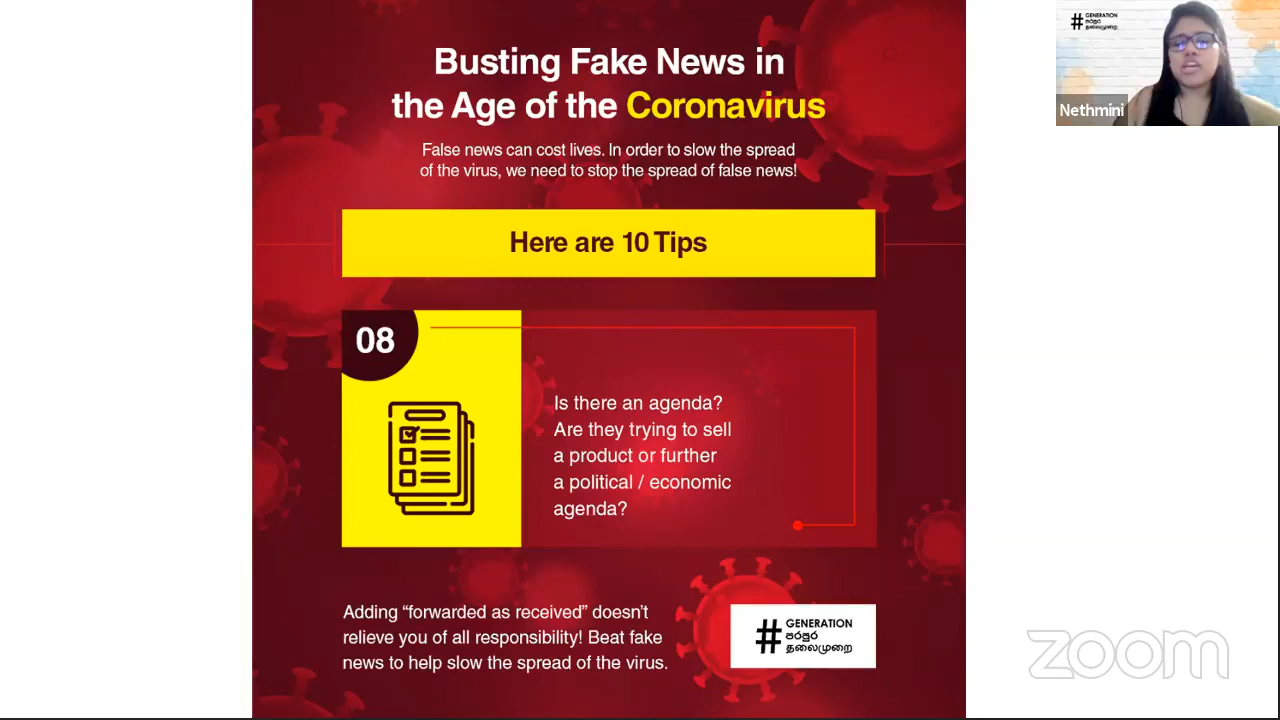 Busting Fake News in
the Age of the Coronavirus
False news can cost lives. In order to slow the spread
of the virus, we need to stop the spread of false news!
Here are 10 Tips
08
Is there an agenda?
Are they trying to sell
a product or further
a political / economic
agenda?
Adding “forwarded as received” doesn’t
relieve you of all responsibility! Beat fake
news to help slow the spread of the virus.
# GENERATION
පරපුර
தலைமுறை
# GENERATION
පරපුර
தலைமுறை
Nethmini
zoom